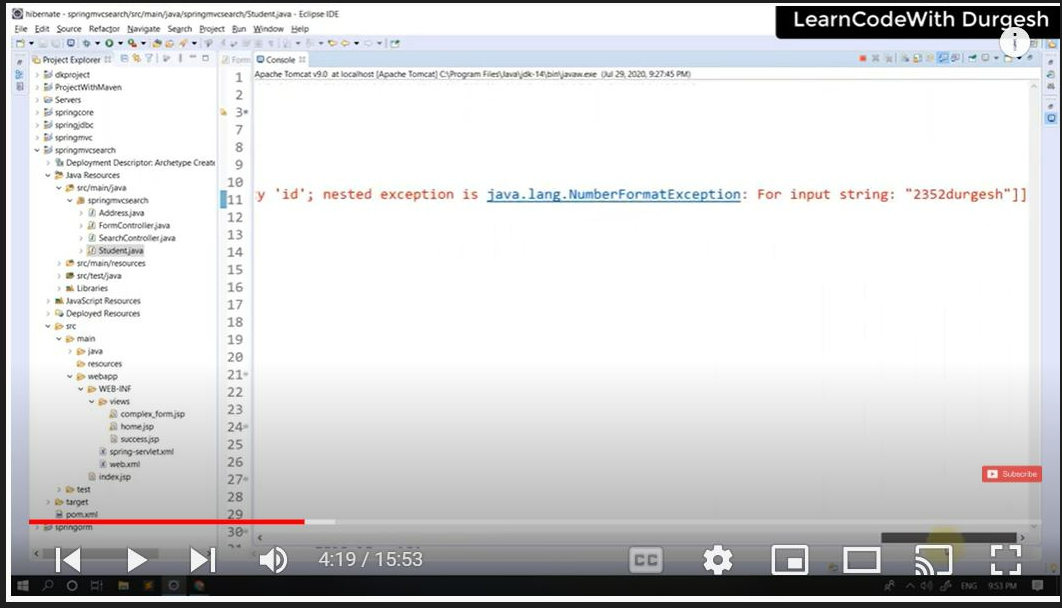 hibernate - springmvcsearch/src/main/java/springmvcsearch/Student.java - Eclipse IDE
LearnCodeWith Durgesh
File Edit Source Refactor Navigate Search Project Run Window Help
Project Explorer
Form
Console
Apache Tomcat v9.0 at localhost [Apache Tomcat] C:\Program Files\Java\jdk-14\bin\javaw.exe (Jul 29, 2020, 9:27:45 PM)
dkproject
ProjectWithMaven
Servers
springcore
springjdbc
springmvc
springmvcsearch
Deployment Descriptor: Archetype Create
Java Resources
src/main/java
springmvcsearch
Address.java
FormController.java
SearchController.java
Student.java
src/main/resources
src/test/java
Libraries
JavaScript Resources
Deployed Resources
src
main
java
resources
webapp
WEB-INF
views
complex_form.jsp
home.jsp
success.jsp
spring-servlet.xml
web.xml
index.jsp
test
target
pom.xml
springorm
1
2
3
7
8
9
10
11
12
13
14
15
16
17
18
19
20
21
22
23
24
25
26
27
28
29
30
y 'id'; nested exception is java.lang.NumberFormatException: For input string: "2352durgesh"]]
Subscribe
4:19 / 15:53
CC
ENG
9:53 PM